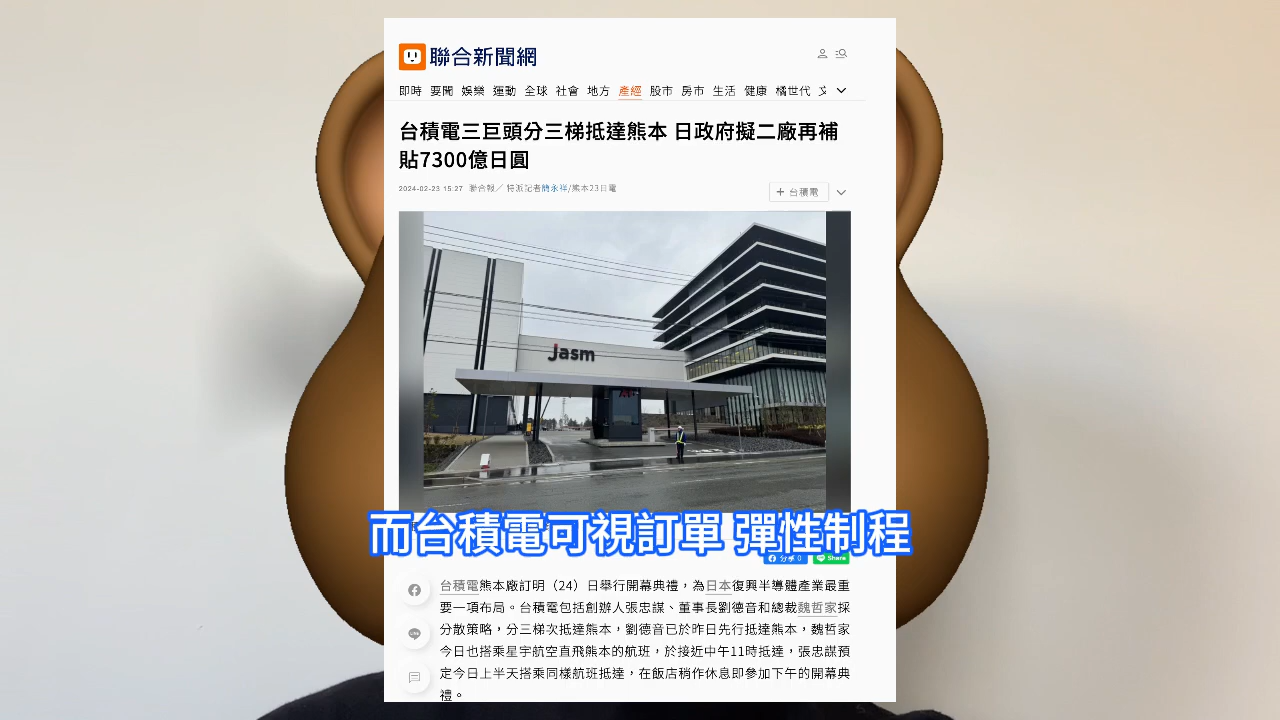 聯合新聞網
即時 要聞 娛樂 運動 全球 社會 地方 產經 股市 房市 生活 健康 橘世代
台積電三巨頭分三梯抵達熊本 日政府擬二廠再補
貼7300億日圓
2024-02-23 15:27 聯合報／ 特派記者簡永祥/熊本23日電
+ 台積電
Jasm
而台積電可視訂單 彈性制程
分享 0
Share
台積電熊本廠訂明（24）日舉行開幕典禮，為日本復興半導體產業最重
要一項布局。台積電包括創辦人張忠謀、董事長劉德音和總裁魏哲家採
分散策略，分三梯次抵達熊本，劉德音已於昨日先行抵達熊本，魏哲家
今日也搭乘星宇航空直飛熊本的航班，於接近中午11時抵達，張忠謀預
定今日上半天搭乘同樣航班抵達，在飯店稍作休息即參加下午的開幕典
禮。